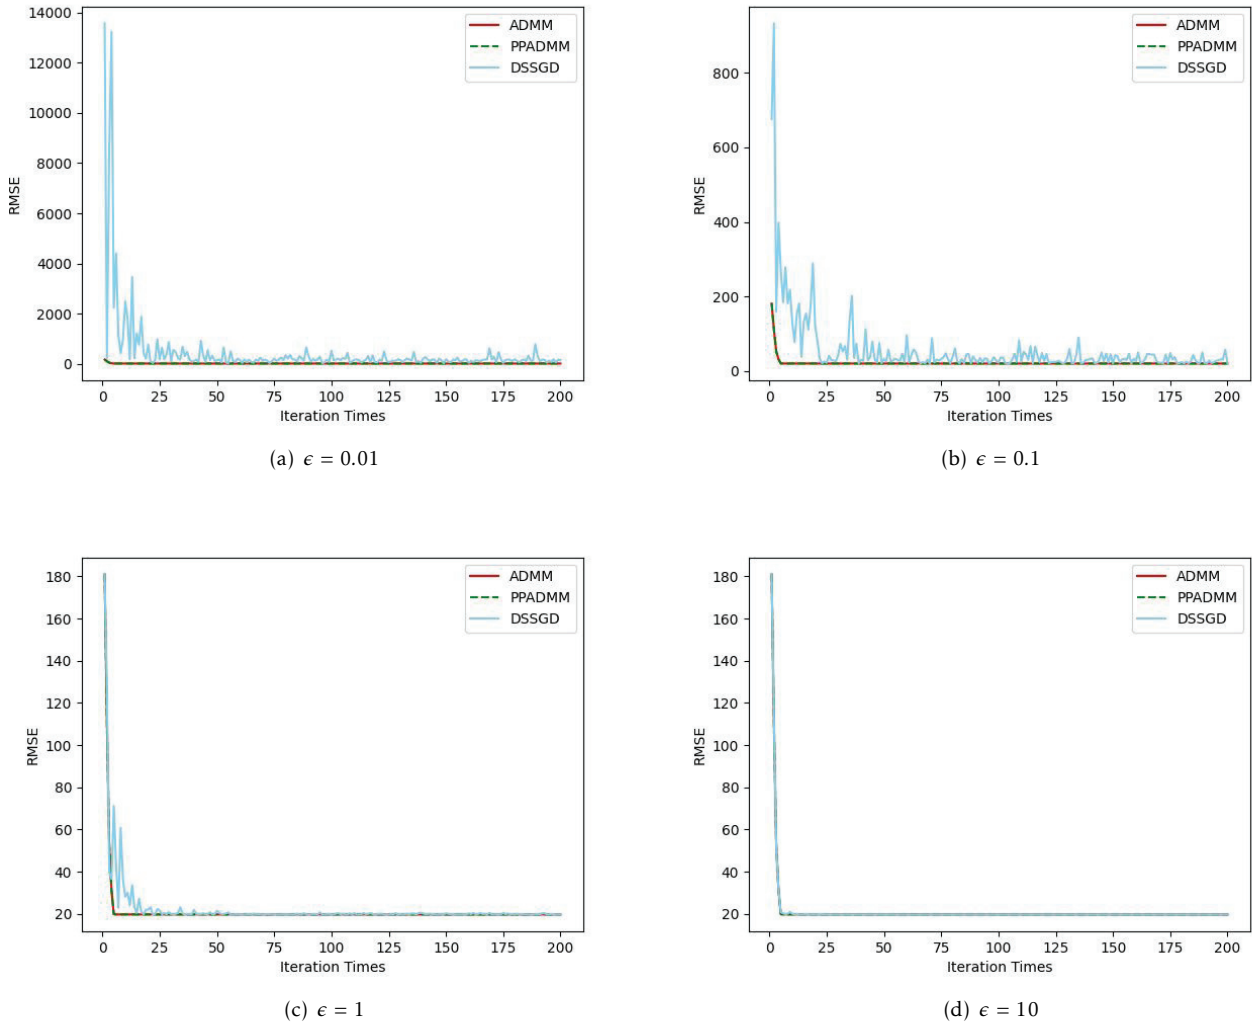 14000
12000
10000
8000
6000
4000
2000
0
RMSE
0 25 50 75 100 125 150 175 200
Iteration Times
ADMM
PPADMM
DSSGD
(a) ϵ = 0.01
800
600
400
200
0
RMSE
0 25 50 75 100 125 150 175 200
Iteration Times
ADMM
PPADMM
DSSGD
(b) ϵ = 0.1
180
160
140
120
100
80
60
40
20
RMSE
0 25 50 75 100 125 150 175 200
Iteration Times
ADMM
PPADMM
DSSGD
(c) ϵ = 1
180
160
140
120
100
80
60
40
20
RMSE
0 25 50 75 100 125 150 175 200
Iteration Times
ADMM
PPADMM
DSSGD
(d) ϵ = 10